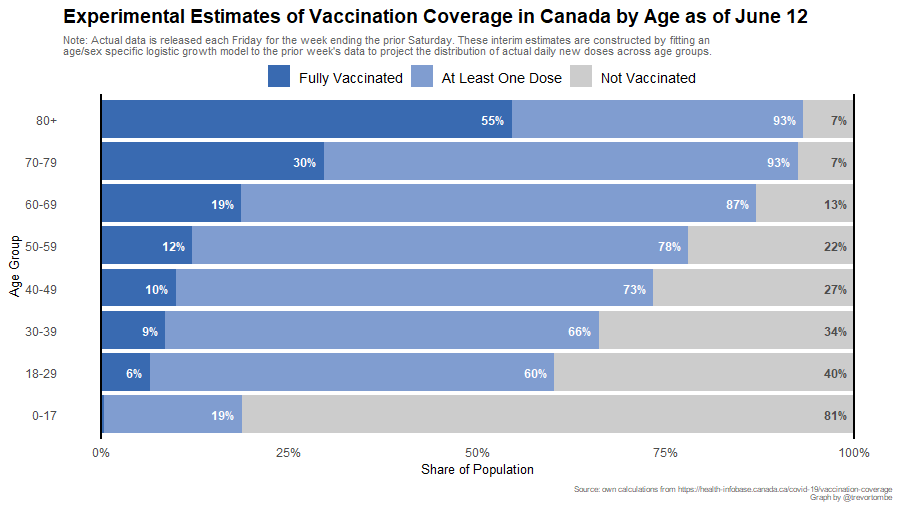 Experimental Estimates of Vaccination Coverage in Canada by Age as of June 12
Note: Actual data is released each Friday for the week ending the prior Saturday. These interim estimates are constructed by fitting an
age/sex specific logistic growth model to the prior week's data to project the distribution of actual daily new doses across age groups.
Fully Vaccinated At Least One Dose Not Vaccinated
80+ 55% 93% 7%
70-79 30% 93% 7%
60-69 19% 87% 13%
50-59 12% 78% 22%
40-49 10% 73% 27%
30-39 9% 66% 34%
18-29 6% 60% 40%
0-17 19% 81%
Age Group
0% 25% 50% 75% 100%
Share of Population
Source: own calculations from https://health-infobase.canada.ca/covid-19/vaccination-coverage
Graph by @trevortombe